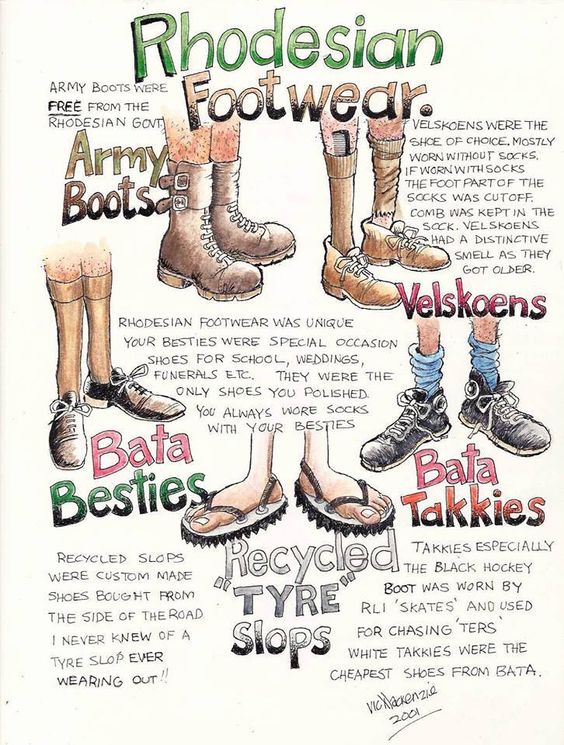 Rhodesian
Footwear.
ARMY BOOTS WERE
FREE FROM THE
RHODESIAN GOVT.
Army
Boots
VELSKOENS WERE THE
SHOE OF CHOICE, MOSTLY
WORN WITHOUT SOCKS.
IF WORN WITH SOCKS
THE FOOT PART OF THE
SOCKS WAS CUT OFF.
COMB WAS KEPT IN THE
SOCK. VELSKOENS
HAD A DISTINCTIVE
SMELL AS THEY
GOT OLDER.
Velskoens
RHODESIAN FOOTWEAR WAS UNIQUE
YOUR BESTIES WERE SPECIAL OCCASION
SHOES FOR SCHOOL, WEDDINGS,
FUNERALS ETC. THEY WERE THE
ONLY SHOES YOU POLISHED.
YOU ALWAYS WORE SOCKS
WITH YOUR BESTIES
Bata
Besties
Bata
Takkies
Recycled
"TYRE"
Slops
RECYCLED SLOPS
WERE CUSTOM MADE
SHOES BOUGHT FROM
THE SIDE OF THE ROAD
I NEVER KNEW OF A
TYRE SLOP EVER
WEARING OUT!!
TAKKIES ESPECIALLY
THE BLACK HOCKEY
BOOT WAS WORN BY
RLI 'SKATES' AND USED
FOR CHASING 'TERS'
WHITE TAKKIES WERE THE
CHEAPEST SHOES FROM BATA.
Vic Mackenzie
2001